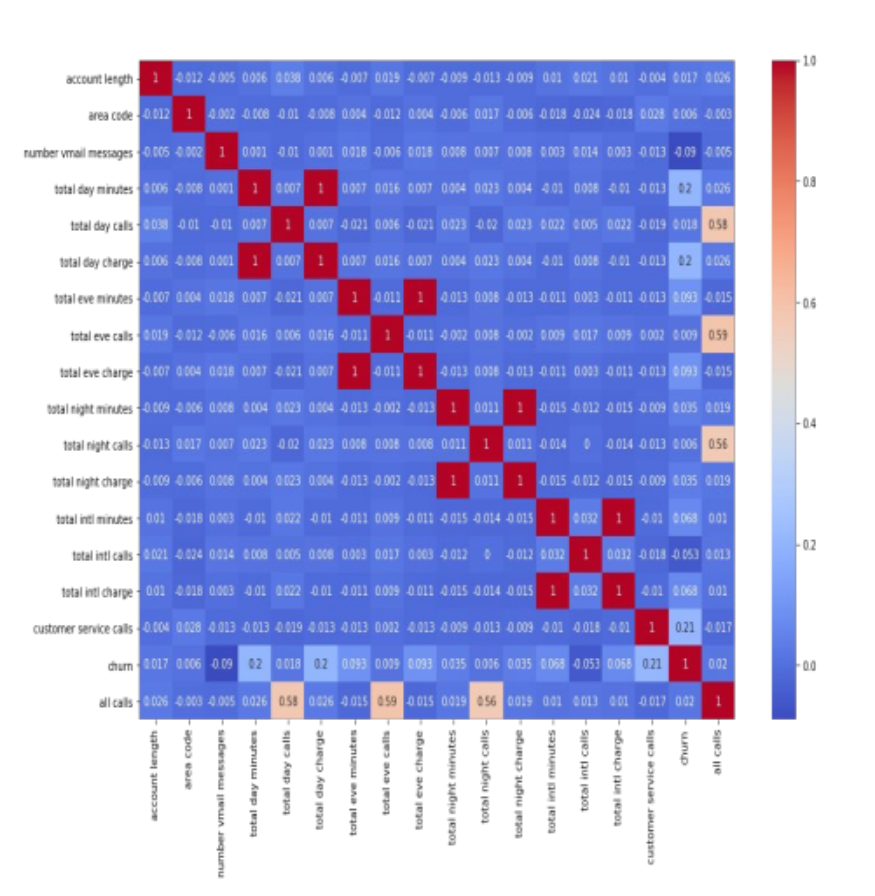 account length 1 -0.012 -0.005 0.006 0.038 0.006 -0.007 0.019 -0.007 -0.009 -0.013 -0.009 0.01 0.021 0.01 -0.004 0.017 0.026 1.0
area code -0.012 1 -0.002 -0.008 -0.01 -0.008 0.004 -0.012 0.004 -0.006 0.017 -0.006 -0.018 -0.024 -0.018 0.028 0.006 -0.003
number vmail messages -0.005 -0.002 1 0.001 -0.01 0.001 0.018 -0.006 0.018 0.008 0.007 0.008 0.003 0.014 0.003 -0.013 -0.09 -0.005
total day minutes 0.006 -0.008 0.001 1 0.007 1 0.007 0.016 0.007 0.004 0.023 0.004 -0.01 0.008 -0.01 -0.013 0.2 0.026 0.8
total day calls 0.038 -0.01 -0.01 0.007 1 0.007 -0.021 0.006 -0.021 0.023 -0.02 0.023 0.022 0.005 0.022 -0.019 0.018 0.58
total day charge 0.006 -0.008 0.001 1 0.007 1 0.007 0.016 0.007 0.004 0.023 0.004 -0.01 0.008 -0.01 -0.013 0.2 0.026
total eve minutes -0.007 0.004 0.018 0.007 -0.021 0.007 1 -0.011 1 -0.013 0.008 -0.013 -0.011 0.003 -0.011 -0.013 0.093 -0.015 0.6
total eve calls 0.019 -0.012 -0.006 0.016 0.006 0.016 -0.011 1 -0.011 -0.002 0.008 -0.002 0.009 0.017 0.009 0.002 0.009 0.59
total eve charge -0.007 0.004 0.018 0.007 -0.021 0.007 1 -0.011 1 -0.013 0.008 -0.013 -0.011 0.003 -0.011 -0.013 0.093 -0.015
total night minutes -0.009 -0.006 0.008 0.004 0.023 0.004 -0.013 -0.002 -0.013 1 0.011 1 -0.015 -0.012 -0.015 -0.009 0.035 0.019 0.4
total night calls -0.013 0.017 0.007 0.023 -0.02 0.023 0.008 0.008 0.008 0.011 1 0.011 -0.014 0 -0.014 -0.013 0.006 0.56
total night charge -0.009 -0.006 0.008 0.004 0.023 0.004 -0.013 -0.002 -0.013 1 0.011 1 -0.015 -0.012 -0.015 -0.009 0.035 0.019
total intl minutes 0.01 -0.018 0.003 -0.01 0.022 -0.01 -0.011 0.009 -0.011 -0.015 -0.014 -0.015 1 0.032 1 -0.01 0.068 0.01
total intl calls 0.021 -0.024 0.014 0.008 0.005 0.008 0.003 0.017 0.003 -0.012 0 -0.012 0.032 1 0.032 -0.018 -0.053 0.013 0.2
total intl charge 0.01 -0.018 0.003 -0.01 0.022 -0.01 -0.011 0.009 -0.011 -0.015 -0.014 -0.015 1 0.032 1 -0.01 0.068 0.01
customer service calls -0.004 0.028 -0.013 -0.013 -0.019 -0.013 -0.013 0.002 -0.013 -0.009 -0.013 -0.009 -0.01 -0.018 -0.01 1 0.21 -0.017
churn 0.017 0.006 -0.09 0.2 0.018 0.2 0.093 0.009 0.093 0.035 0.006 0.035 0.068 -0.053 0.068 0.21 1 0.02 0.0
all calls 0.026 -0.003 -0.005 0.026 0.58 0.026 -0.015 0.59 -0.015 0.019 0.56 0.019 0.01 0.013 0.01 -0.017 0.02 1
account length
area code
number vmail messages
total day minutes
total day calls
total day charge
total eve minutes
total eve calls
total eve charge
total night minutes
total night calls
total night charge
total intl minutes
total intl calls
total intl charge
customer service calls
churn
all calls